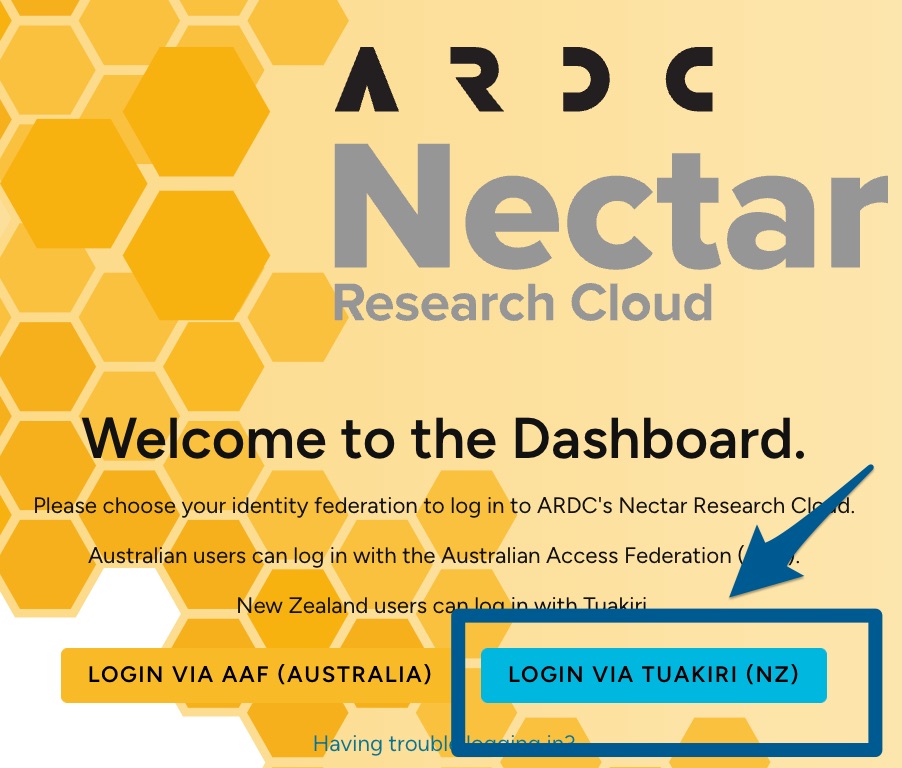 ARDC
Nectar
Research Cloud
Welcome to the Dashboard.
Please choose your identity federation to log in to ARDC's Nectar Research Cloud.
Australian users can log in with the Australian Access Federation ( ).
New Zealand users can log in with Tuakiri
LOGIN VIA AAF (AUSTRALIA)
LOGIN VIA TUAKIRI (NZ)
Having trouble logging in?